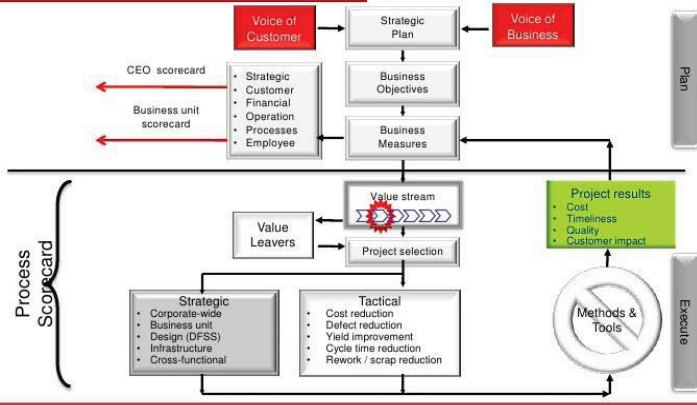 Voice of
Customer
Strategic
Plan
Voice of
Business
Plan
CEO scorecard
Business unit
scorecard
• Strategic
• Customer
• Financial
• Operation
• Processes
• Employee
Business
Objectives
Business
Measures
Process
Scorecard
Value stream
Value
Leavers
Project selection
Project results
• Cost
• Timeliness
• Quality
• Customer impact
Strategic
• Corporate-wide
• Business unit
• Design (DFSS)
• Infrastructure
• Cross-functional
Tactical
• Cost reduction
• Defect reduction
• Yield improvement
• Cycle time reduction
• Rework / scrap reduction
Methods &
Tools
Execute